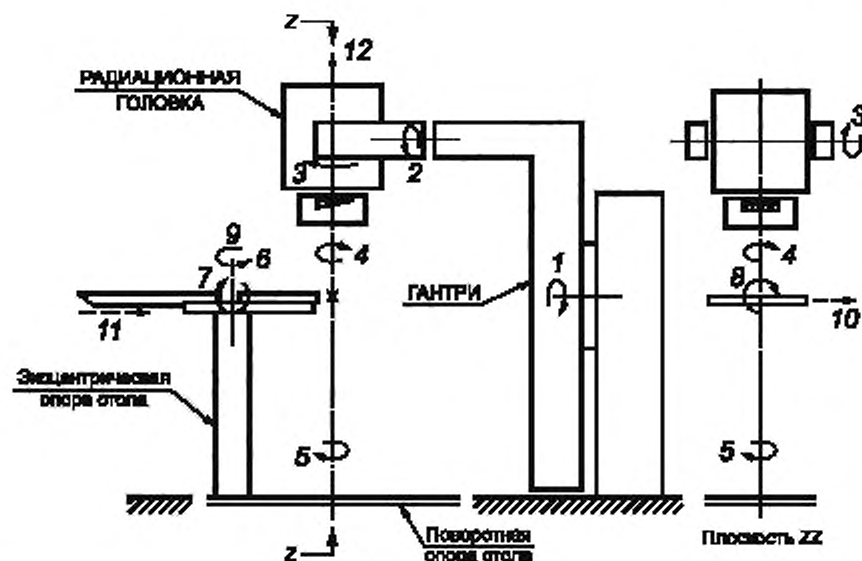 Z
12
РАДИАЦИОННАЯ
ГОЛОВКА
3
2
3
4
9
6
7
1
ГАНТРИ
4
8
11
10
Эксцентрическая
опора стола
5
5
Поворотная
опора стола
Z
Плоскость ZZ